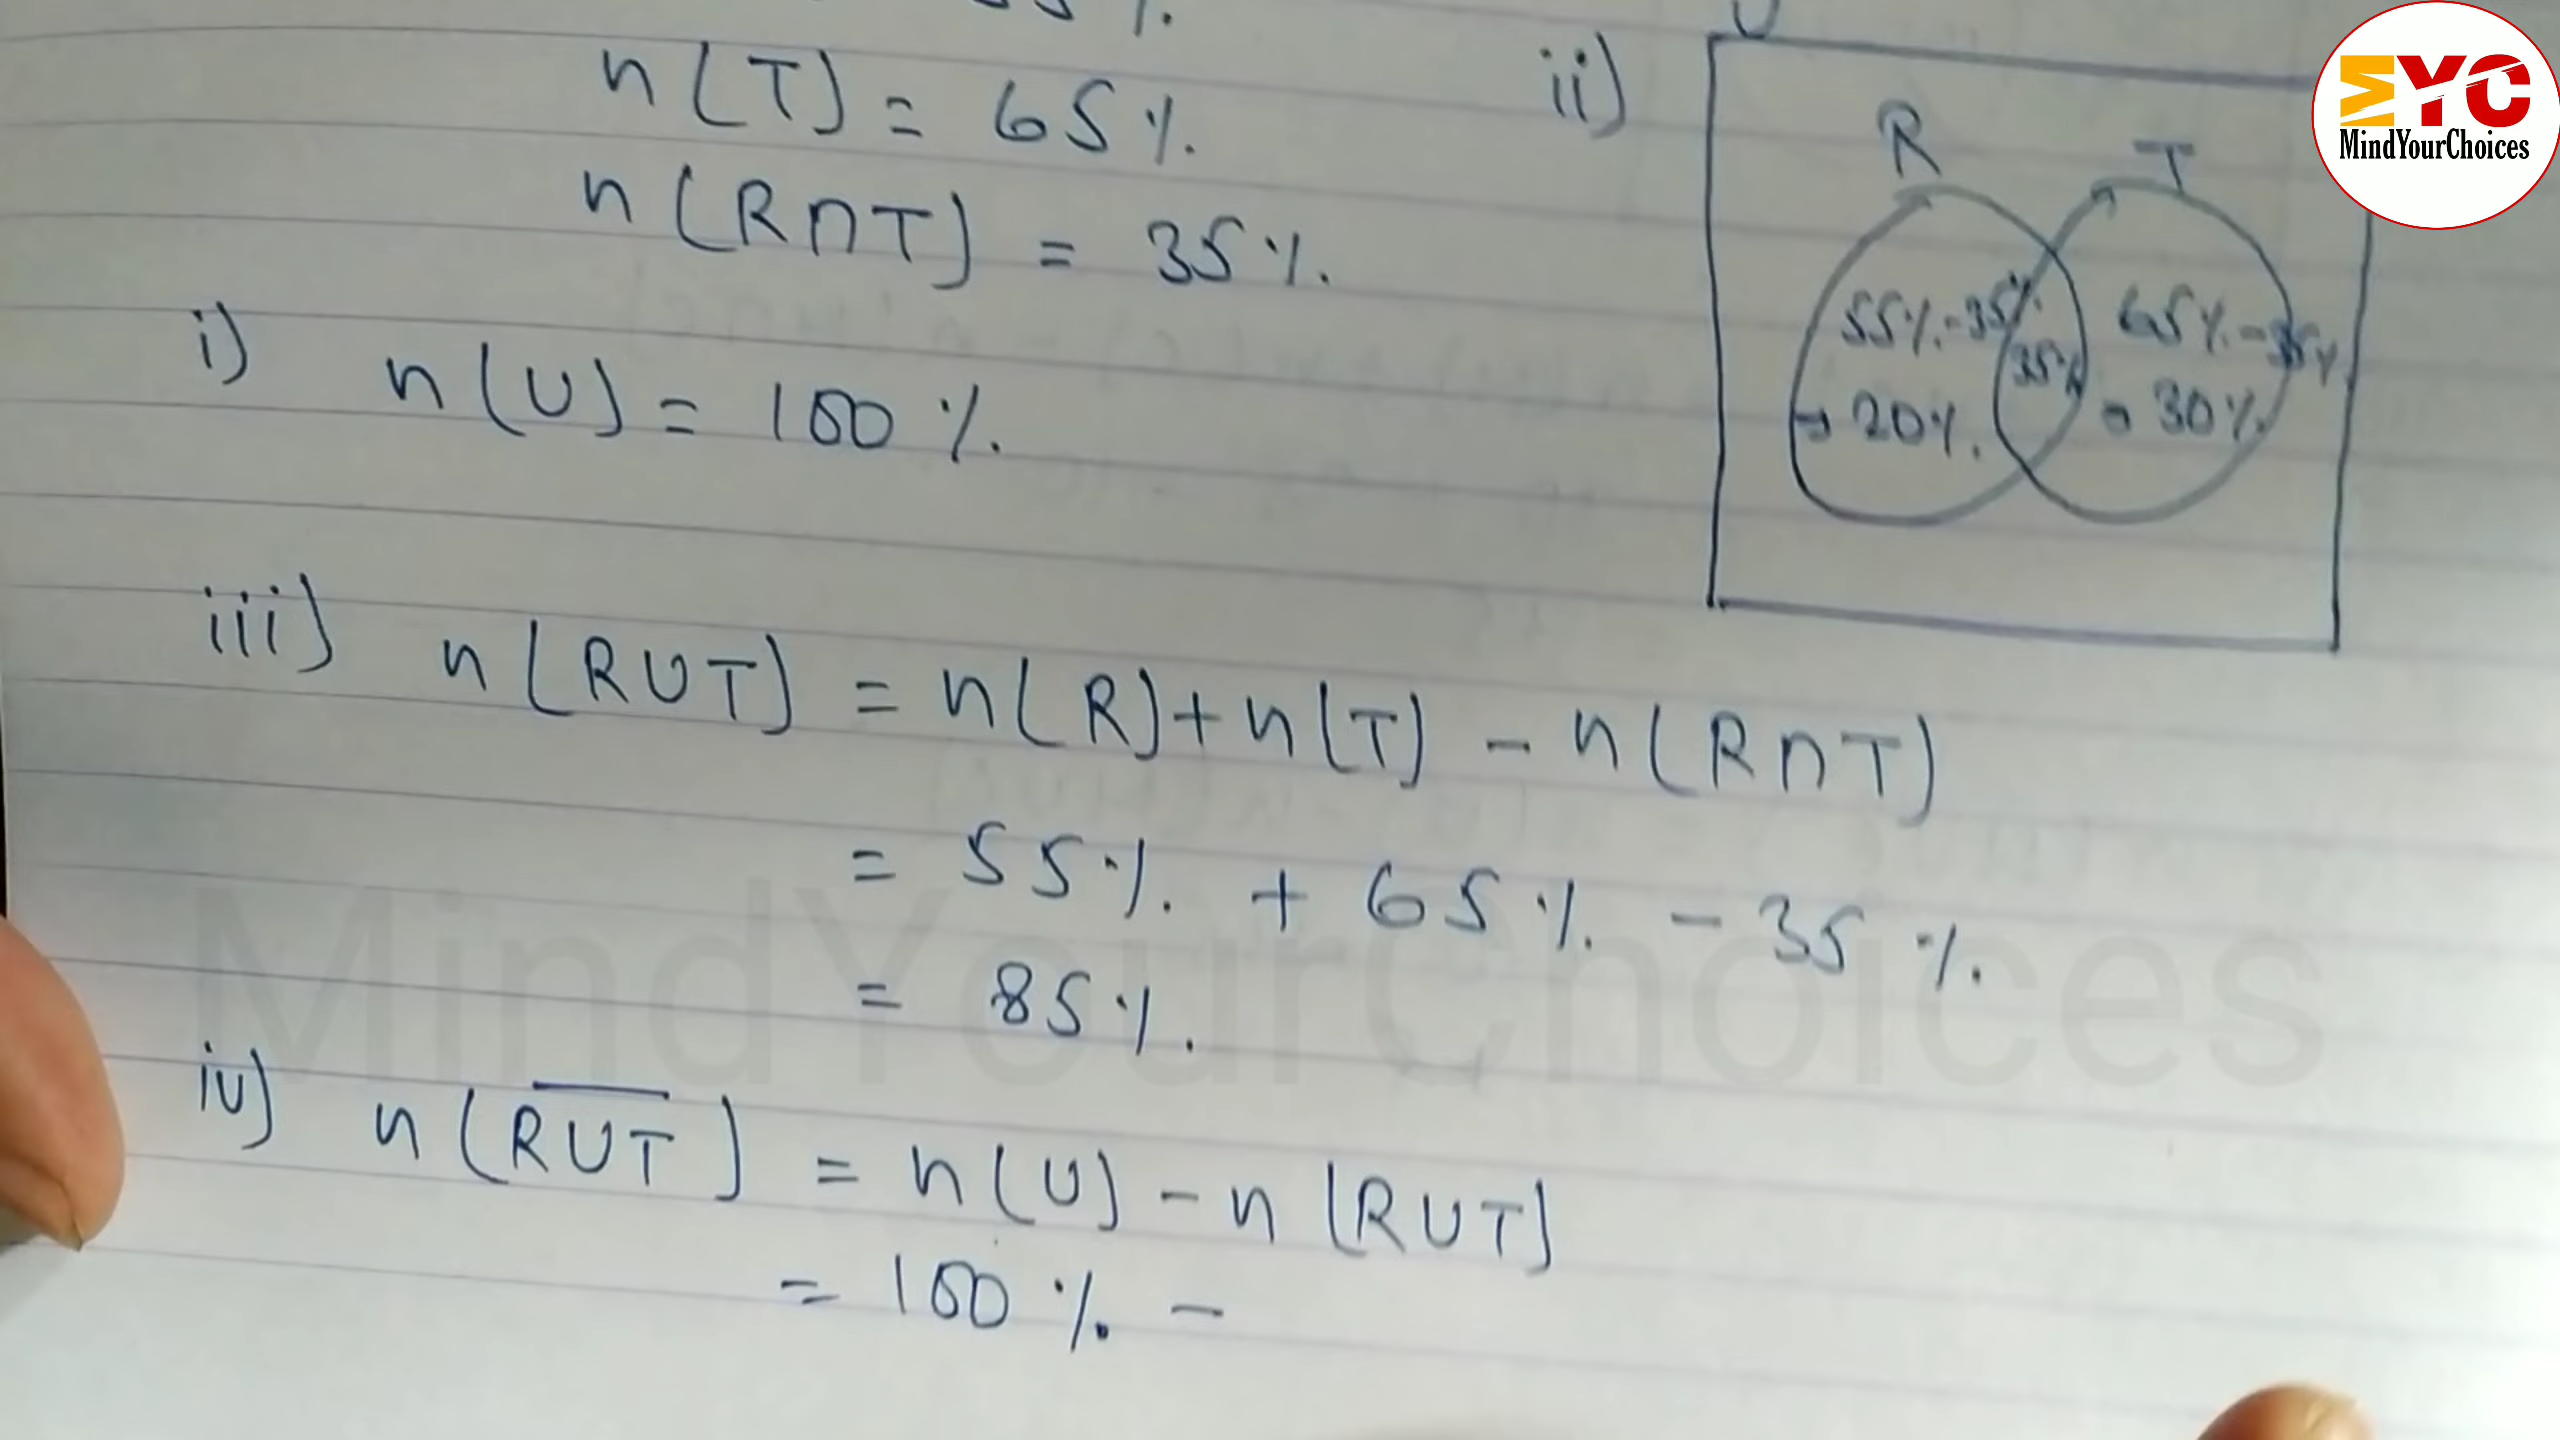 n(T) = 65%.
n(R∩T) = 35%.
i) n(U) = 100%.
ii)
U
R T
55%-35% 35% 65%-35%
= 20%. = 30%.
iii) n(R∪T) = n(R)+n(T) - n(R∩T)
= 55%. + 65%. - 35%.
= 85%.
iv) n(R∪T)‾ = n(U) - n(R∪T)
= 100%. -
MYC
MindYourChoices
MindYourChoices